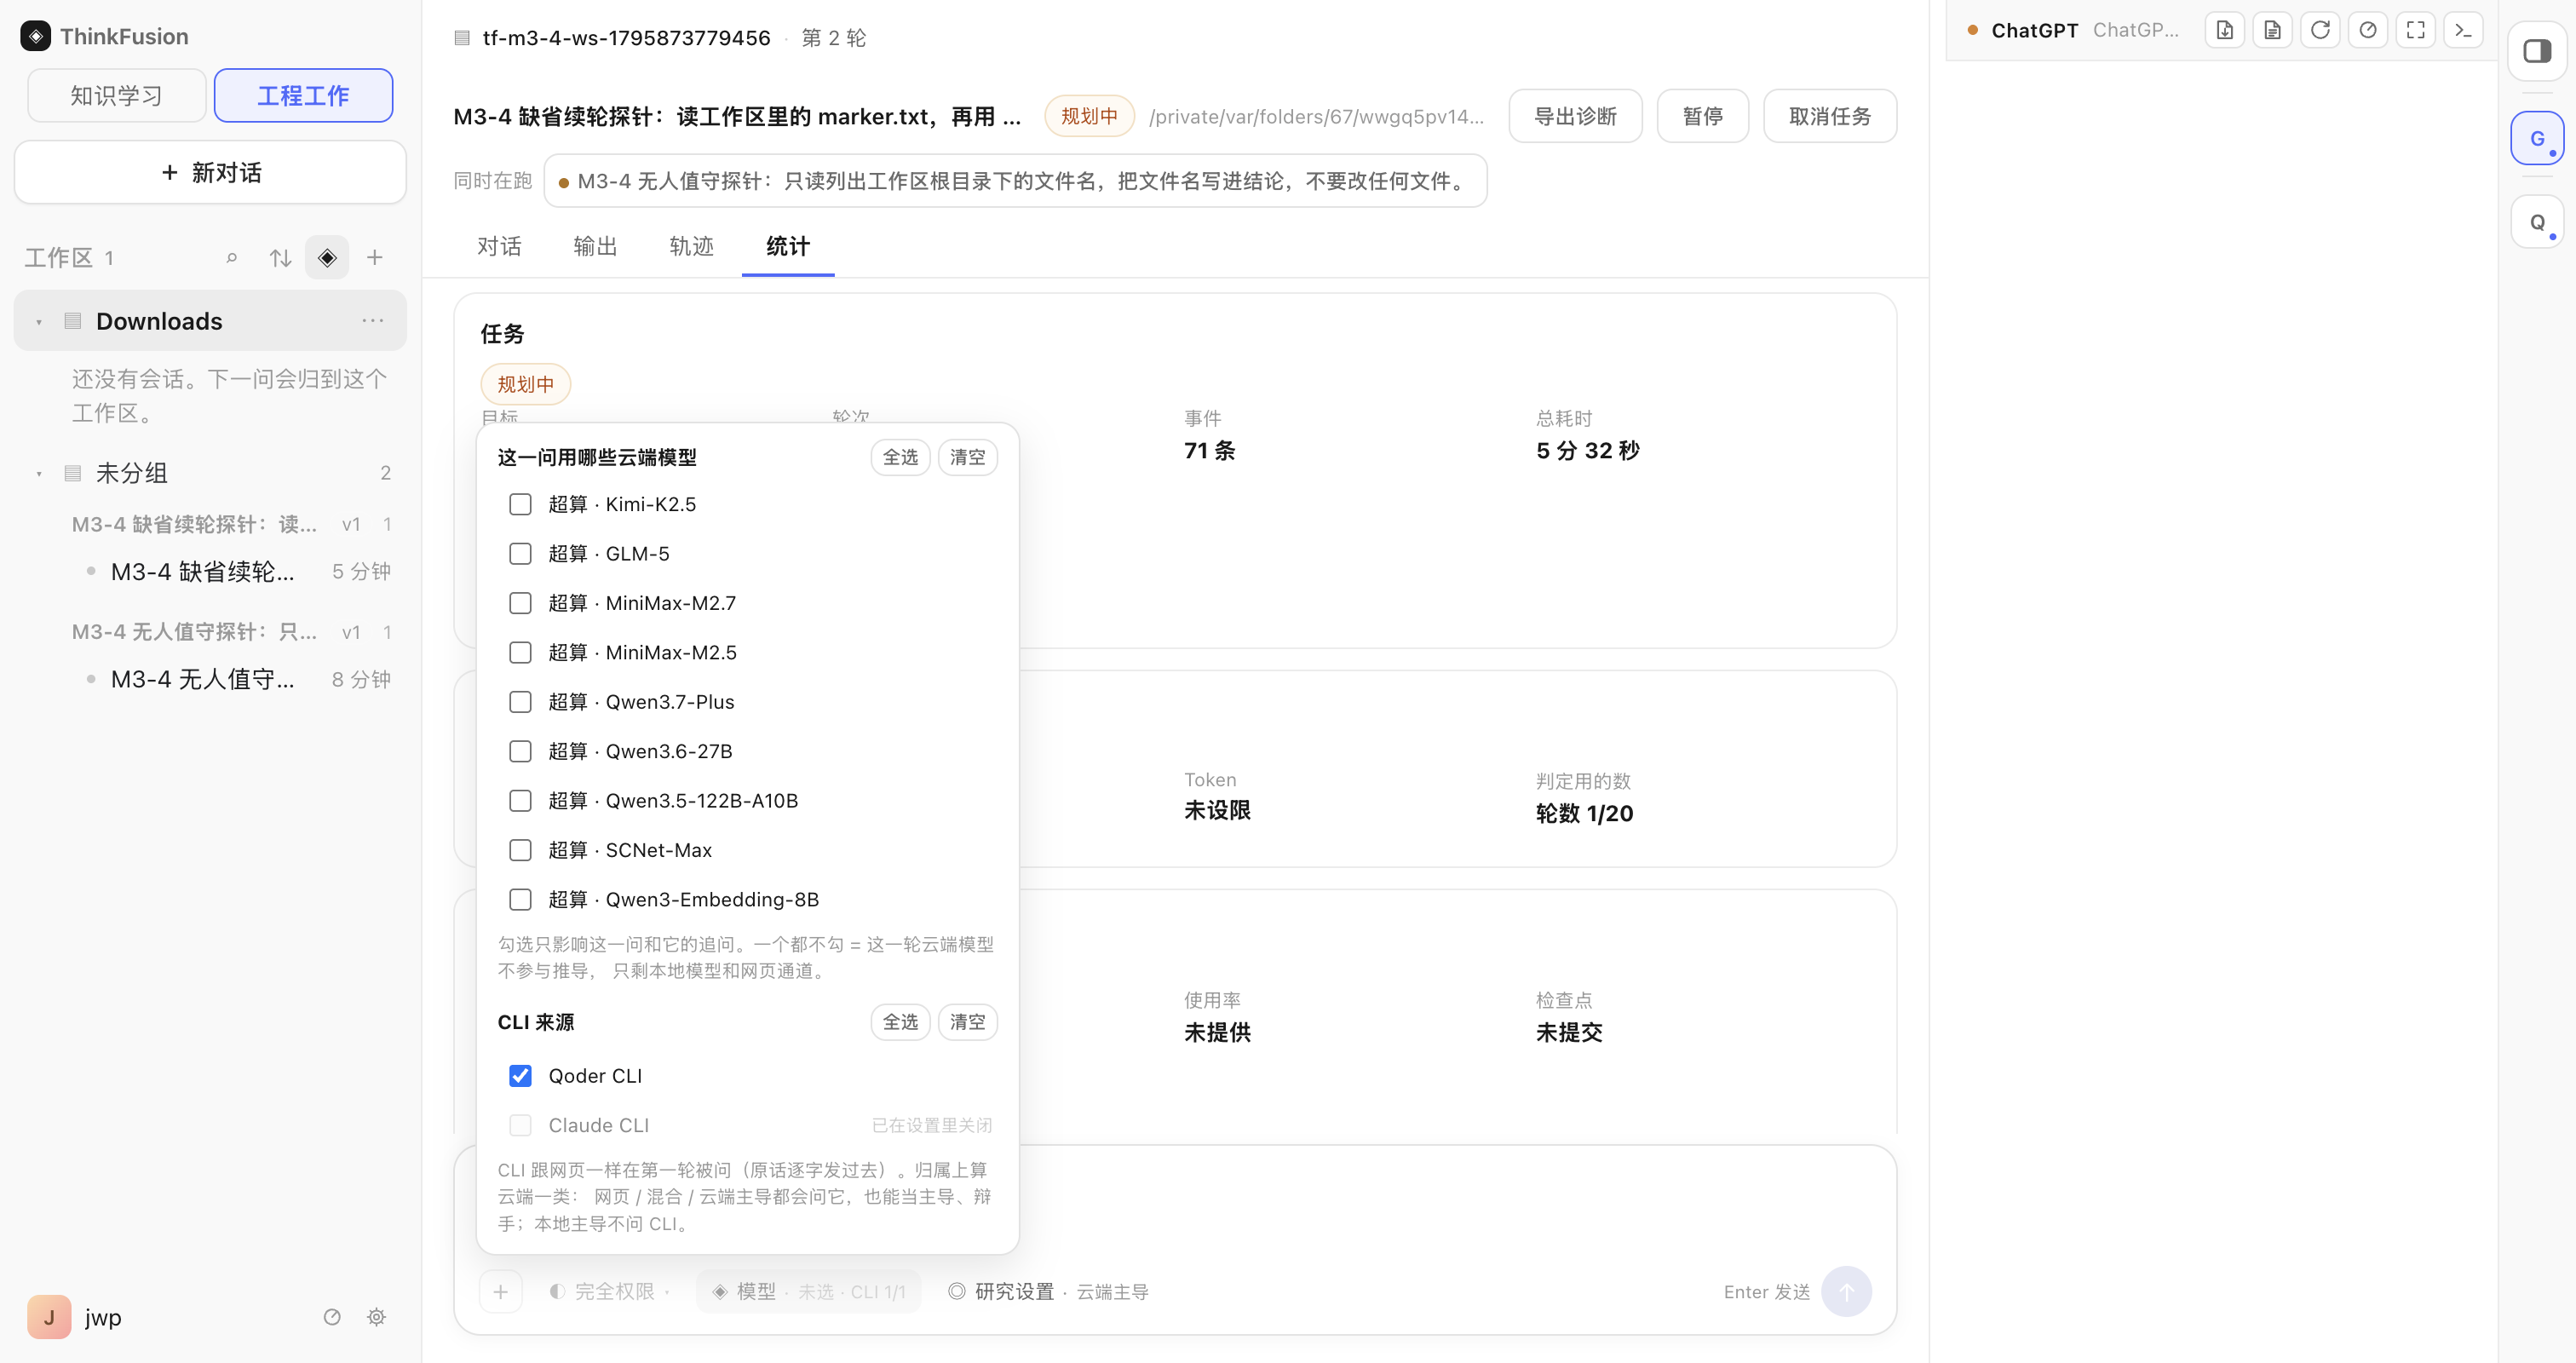 ThinkFusion
知识学习
工程工作
+ 新对话
工作区 1
Downloads
还没有会话。下一问会归到这个
工作区。
未分组 2
M3-4 缺省续轮探针：读... v1 1
M3-4 缺省续轮... 5 分钟
M3-4 无人值守探针：只... v1 1
M3-4 无人值守... 8 分钟
J jwp
tf-m3-4-ws-1795873779456 · 第 2 轮
M3-4 缺省续轮探针：读工作区里的 marker.txt，再用 ... 规划中 /private/var/folders/67/wwgq5pv14... 导出诊断 暂停 取消任务
同时在跑 M3-4 无人值守探针：只读列出工作区根目录下的文件名，把文件名写进结论，不要改任何文件。
对话 输出 轨迹 统计
任务
规划中
目标 轮次 事件 总耗时
71 条 5 分 32 秒
Token 判定用的数
未设限 轮数 1/20
使用率 检查点
未提供 未提交
这一问用哪些云端模型 全选 清空
超算 · Kimi-K2.5
超算 · GLM-5
超算 · MiniMax-M2.7
超算 · MiniMax-M2.5
超算 · Qwen3.7-Plus
超算 · Qwen3.6-27B
超算 · Qwen3.5-122B-A10B
超算 · SCNet-Max
超算 · Qwen3-Embedding-8B
勾选只影响这一问和它的追问。一个都不勾 = 这一轮云端模型
不参与推导， 只剩本地模型和网页通道。
CLI 来源 全选 清空
Qoder CLI
Claude CLI 已在设置里关闭
CLI 跟网页一样在第一轮被问（原话逐字发过去）。归属上算
云端一类： 网页 / 混合 / 云端主导都会问它，也能当主导、辩
手；本地主导不问 CLI。
+ 完全权限 模型 · 未选 · CLI 1/1 研究设置 · 云端主导 Enter 发送
ChatGPT ChatGP...
G
Q